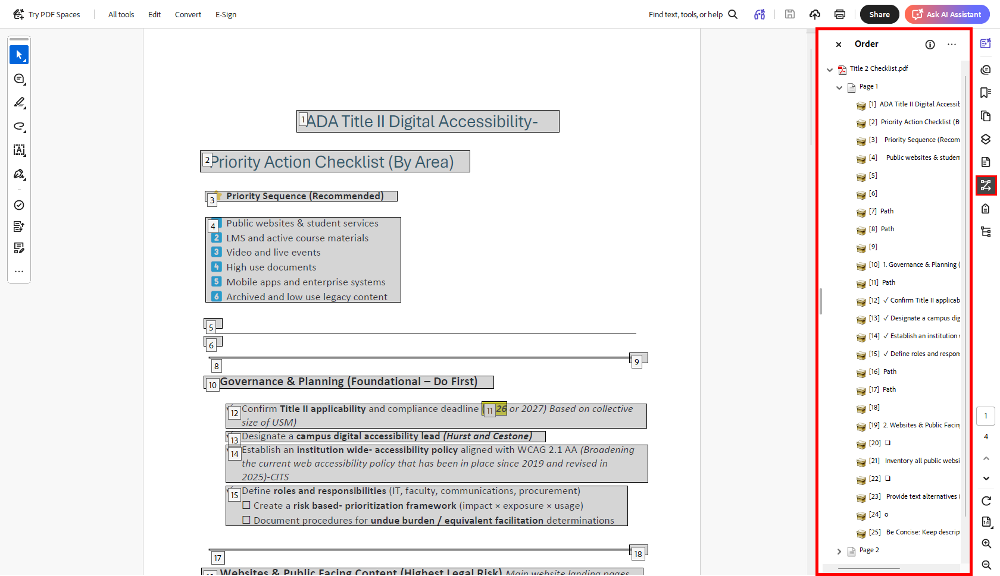 Try PDF Spaces
All tools
Edit
Convert
E-Sign
Find text, tools, or help
Share
Ask AI Assistant
1 ADA Title II Digital Accessibility-
2 Priority Action Checklist (By Area)
3 Priority Sequence (Recommended)
4 Public websites & student services
2 LMS and active course materials
3 Video and live events
4 High use documents
5 Mobile apps and enterprise systems
6 Archived and low use legacy content
5
6
8
9
10 Governance & Planning (Foundational – Do First)
12 Confirm Title II applicability and compliance deadline ( 11 26 or 2027) Based on collective
size of USM)
13 Designate a campus digital accessibility lead (Hurst and Cestone)
14 Establish an institution wide- accessibility policy aligned with WCAG 2.1 AA (Broadening
the current web accessibility policy that has been in place since 2019 and revised in
2025)-CITS
15 Define roles and responsibilities (IT, faculty, communications, procurement)
☐ Create a risk based- prioritization framework (impact × exposure × usage)
☐ Document procedures for undue burden / equivalent facilitation determinations
17
18
Websites & Public Facing Content (Highest Legal Risk) Main website landing pages
Order
Title 2 Checklist.pdf
Page 1
[1] ADA Title II Digital Accessib
[2] Priority Action Checklist (B
[3] Priority Sequence (Recom
[4] Public websites & studen
[5]
[6]
[7] Path
[8] Path
[9]
[10] 1. Governance & Planning (
[11] Path
[12] ✓ Confirm Title II applicab
[13] ✓ Designate a campus dig
[14] ✓ Establish an institution
[15] ✓ Define roles and respon
[16] Path
[17] Path
[18]
[19] 2. Websites & Public Facin
[20] ❑
[21] Inventory all public websi
[22] ❑
[23] Provide text alternatives (
[24] o
[25] Be Concise: Keep descrip
Page 2
1
4
1:1